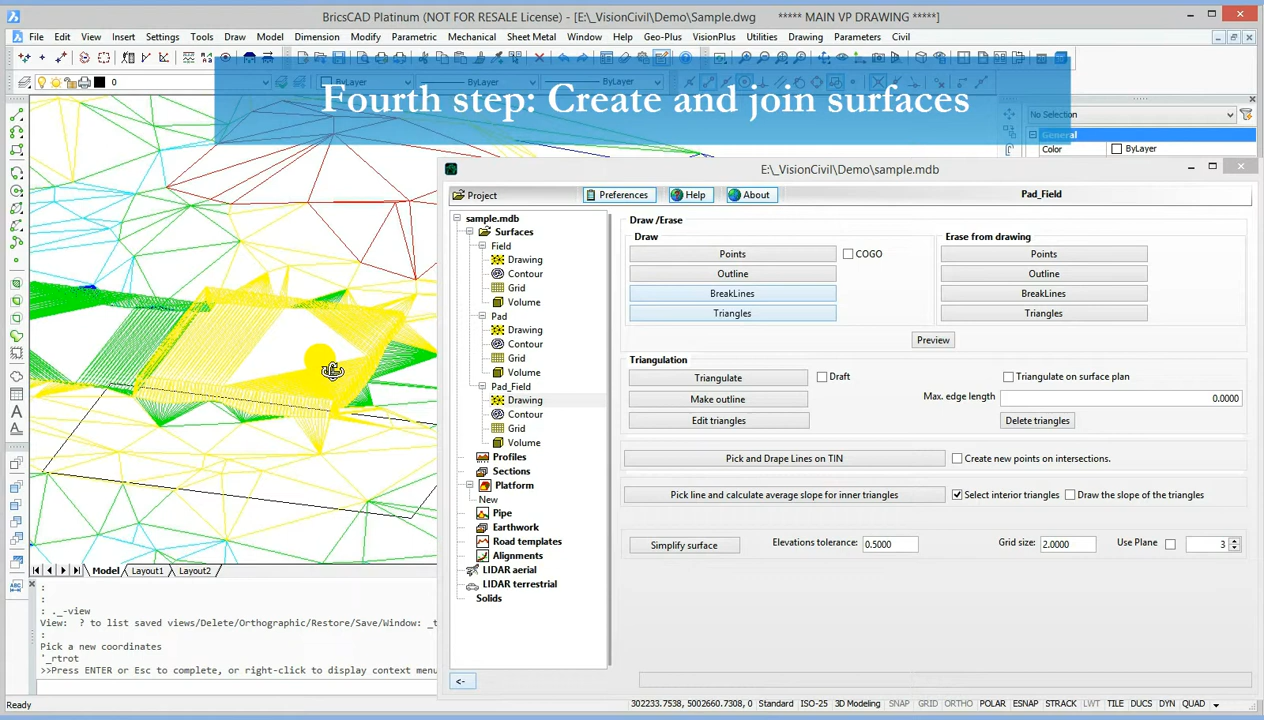 BricsCAD Platinum (NOT FOR RESALE License) - [E:\_VisionCivil\Demo\Sample.dwg ***** MAIN VP DRAWING *****]
File Edit View Insert Settings Tools Draw Model Dimension Modify Parametric Mechanical Sheet Metal Window Help Geo-Plus VisionPlus Utilities Drawing Parameters Civil
0 ByLayer ByLayer ByLayer
Fourth step: Create and join surfaces
No Selection
General
Color ByLayer
E:\_VisionCivil\Demo\sample.mdb
Project Preferences Help About Pad_Field
sample.mdb
Surfaces
Field
Drawing
Contour
Grid
Volume
Pad
Drawing
Contour
Grid
Volume
Pad_Field
Drawing
Contour
Grid
Volume
Profiles
Sections
Platform
New
Pipe
Earthwork
Road templates
Alignments
LIDAR aerial
LIDAR terrestrial
Solids
<-
Draw /Erase
Draw Erase from drawing
Points COGO Points
Outline Outline
BreakLines BreakLines
Triangles Triangles
Preview
Triangulation
Triangulate Draft Triangulate on surface plan
Make outline Max. edge length 0.0000
Edit triangles Delete triangles
Pick and Drape Lines on TIN Create new points on intersections.
Pick line and calculate average slope for inner triangles Select interior triangles Draw the slope of the triangles
Simplify surface Elevations tolerance: 0.5000 Grid size: 2.0000 Use Plane 3
Model Layout1 Layout2
:
:
: ._-view
View: ? to list saved views/Delete/Orthographic/Restore/Save/Window: _t
:
Pick a new coordinates
'_rtrot
>>Press ENTER or Esc to complete, or right-click to display context menu
Ready 302233.7538, 5002660.7308, 0 Standard ISO-25 3D Modeling SNAP GRID ORTHO POLAR ESNAP STRACK LWT TILE DUCS DYN QUAD